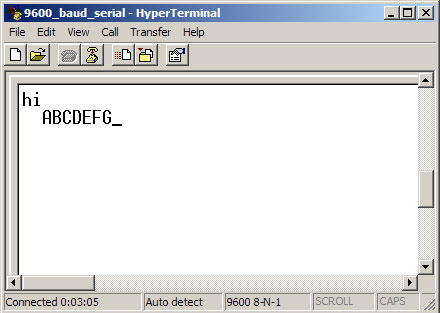 9600_baud_serial - HyperTerminal
File Edit View Call Transfer Help
hi
ABCDEFG_
Connected 0:03:05 Auto detect 9600 8-N-1 SCROLL CAPS